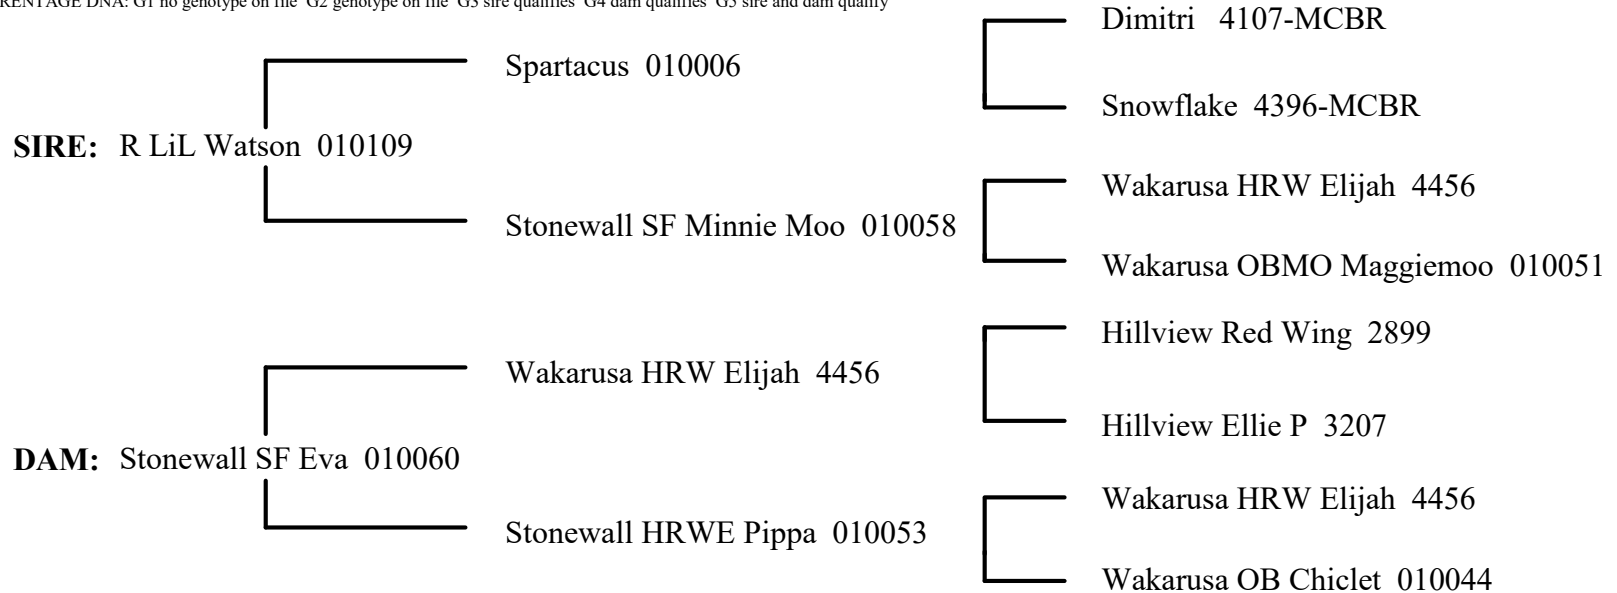 RENTAGE DNA: G1 no genotype on file G2 genotype on file G3 sire qualifies G4 dam qualifies G5 sire and dam qualify
Dimitri 4107-MCBR
Spartacus 010006
Snowflake 4396-MCBR
SIRE: R LiL Watson 010109
Wakarusa HRW Elijah 4456
Stonewall SF Minnie Moo 010058
Wakarusa OBMO Maggiemoo 010051
Hillview Red Wing 2899
Wakarusa HRW Elijah 4456
Hillview Ellie P 3207
DAM: Stonewall SF Eva 010060
Wakarusa HRW Elijah 4456
Stonewall HRWE Pippa 010053
Wakarusa OB Chiclet 010044